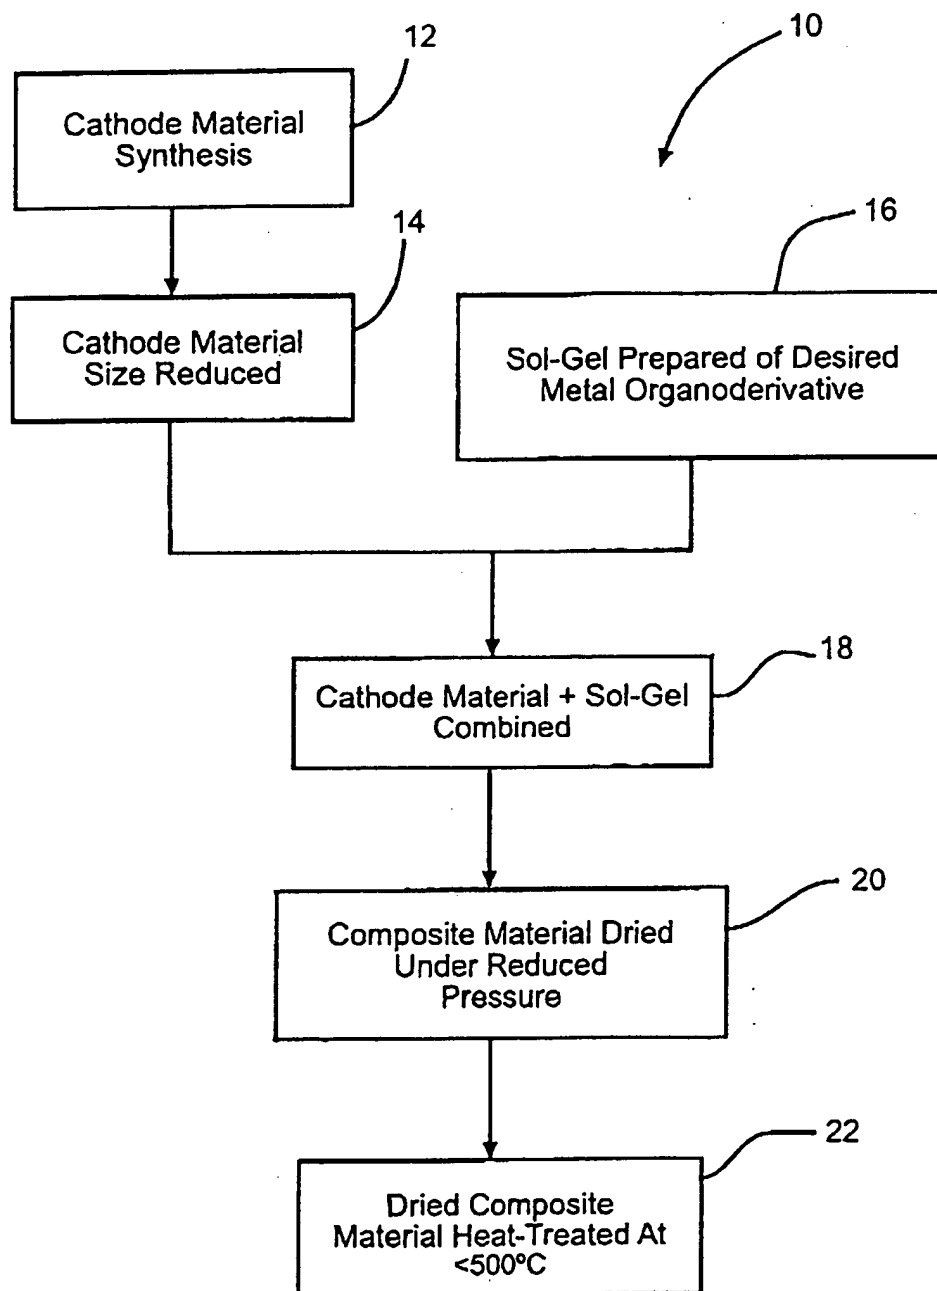 10
12
Cathode Material
Synthesis
14
16
Cathode Material
Size Reduced
Sol-Gel Prepared of Desired
Metal Organoderivative
18
Cathode Material + Sol-Gel
Combined
20
Composite Material Dried
Under Reduced
Pressure
22
Dried Composite
Material Heat-Treated At
<500ºC